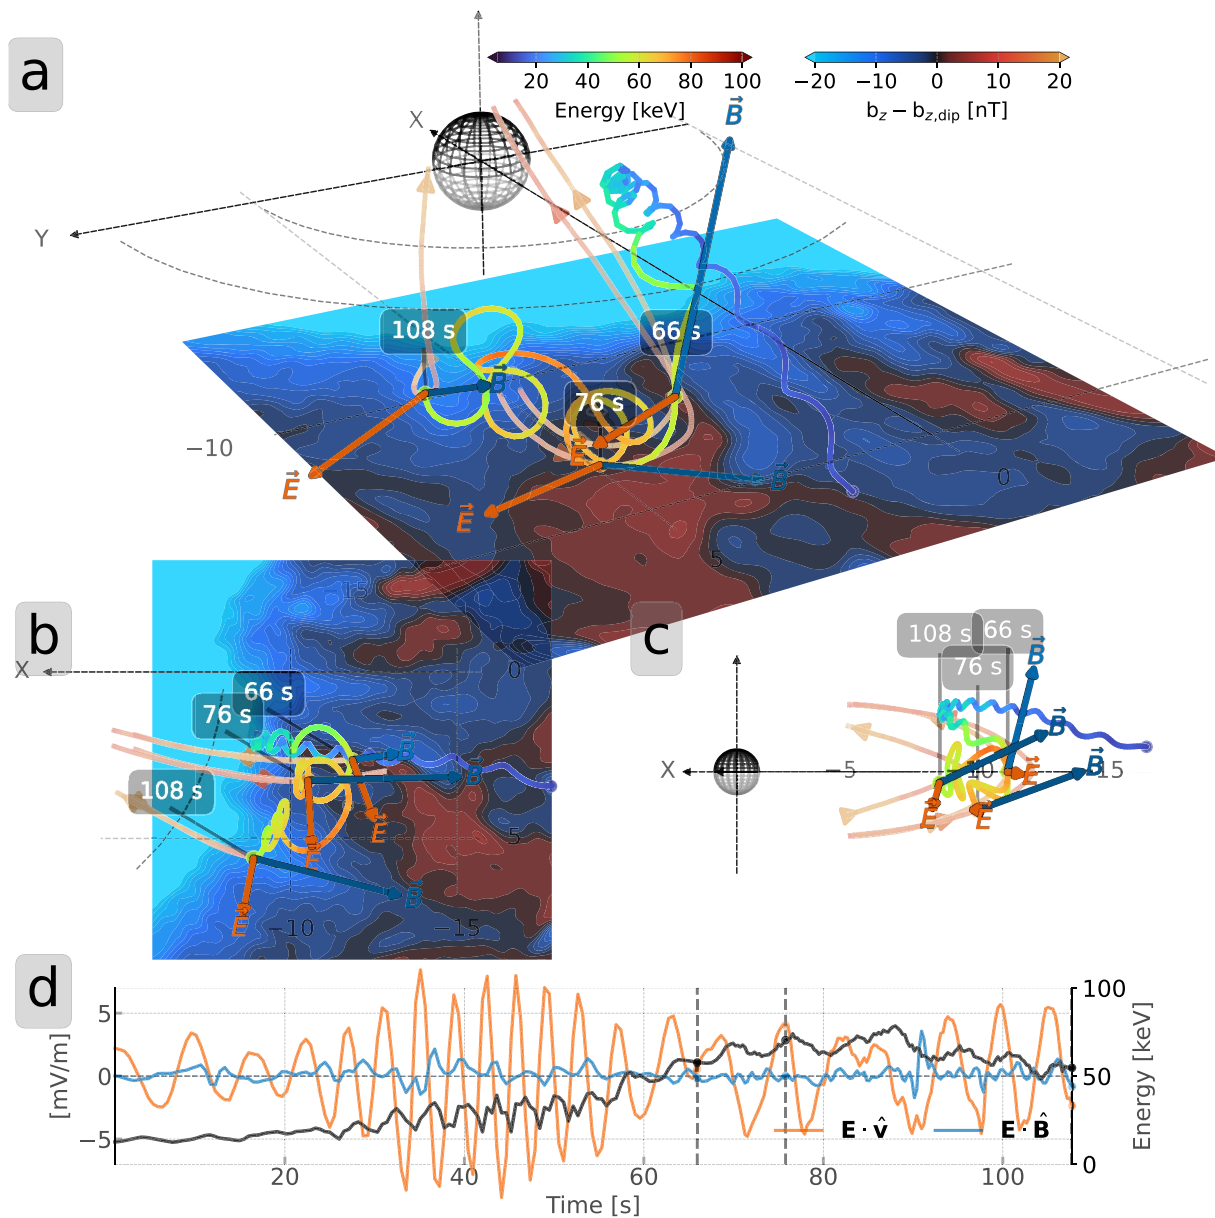 a
20 40 60 80 100
Energy [keV]
−20 −10 0 10 20
b_z − b_{z,dip} [nT]
X
Y
B⃗
108 s
66 s
76 s
B⃗
E⃗
B⃗
E⃗
E⃗
−10
0
5
b
−15
X
0
66 s
76 s
108 s
B⃗
B⃗
E⃗
E⃗
5
B⃗
E⃗
−10
−15
c
108 s
66 s
76 s
B⃗
B⃗
B⃗
X
−5
−10
−15
E⃗
E⃗
E⃗
d
5
0
−5
[mV/m]
100
50
0
Energy [keV]
E · v̂
E · B̂
20 40 60 80 100
Time [s]